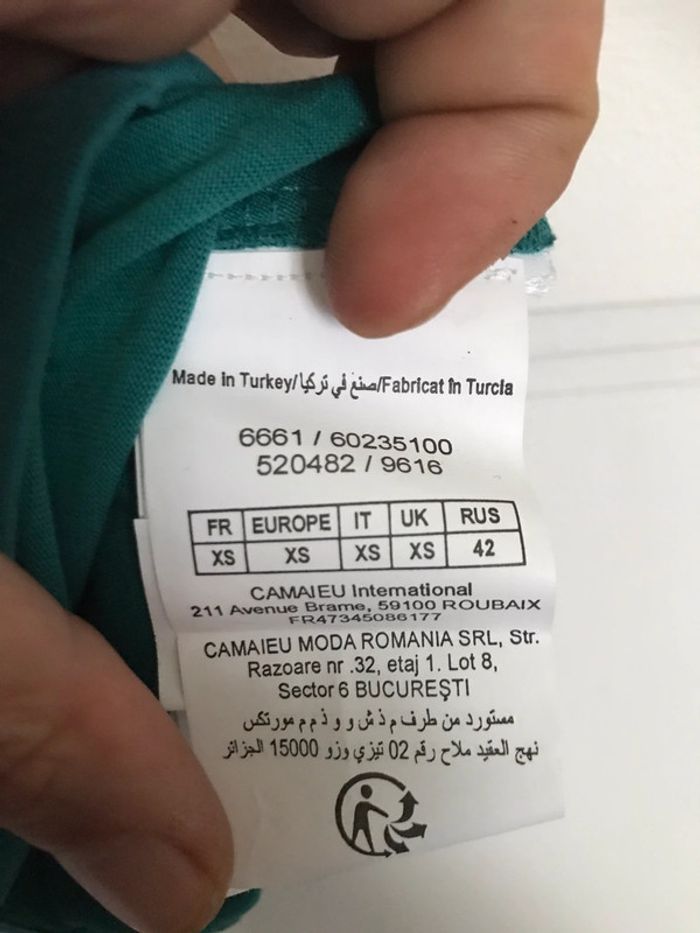 Made in Turkey/صنع في تركيا/Fabricat în Turcia
6661 / 60235100
520482 / 9616
FR EUROPE IT UK RUS
XS XS XS XS 42
CAMAIEU International
211 Avenue Brame, 59100 ROUBAIX
FR47345086177
CAMAIEU MODA ROMANIA SRL, Str.
Razoare nr .32, etaj 1. Lot 8,
Sector 6 BUCUREŞTI
مستورد من طرف م ذ ش و و ذ م م مورتكس
نهج العقيد ملاح رقم 02 تيزي وزو 15000 الجزائر